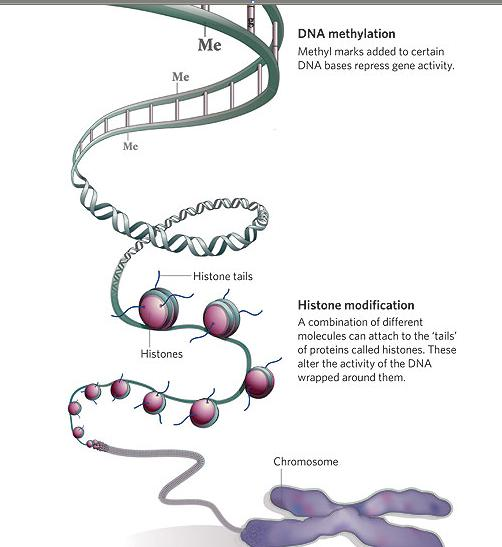 DNA methylation
Methyl marks added to certain
DNA bases repress gene activity.
Me
Me
Me
Histone tails
Histones
Histone modification
A combination of different
molecules can attach to the ‘tails’
of proteins called histones. These
alter the activity of the DNA
wrapped around them.
Chromosome